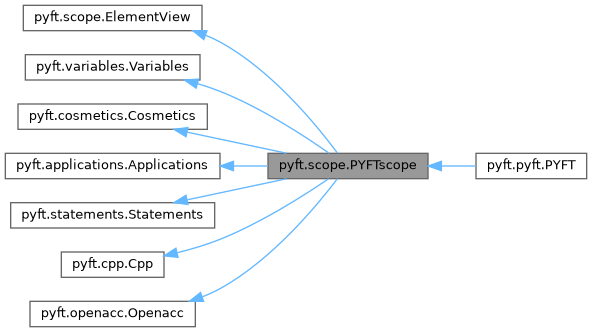 pyft.scope.ElementView
pyft.variables.Variables
pyft.cosmetics.Cosmetics
pyft.applications.Applications
pyft.statements.Statements
pyft.cpp.Cpp
pyft.openacc.Openacc
pyft.scope.PYFTscope
pyft.pyft.PYFT